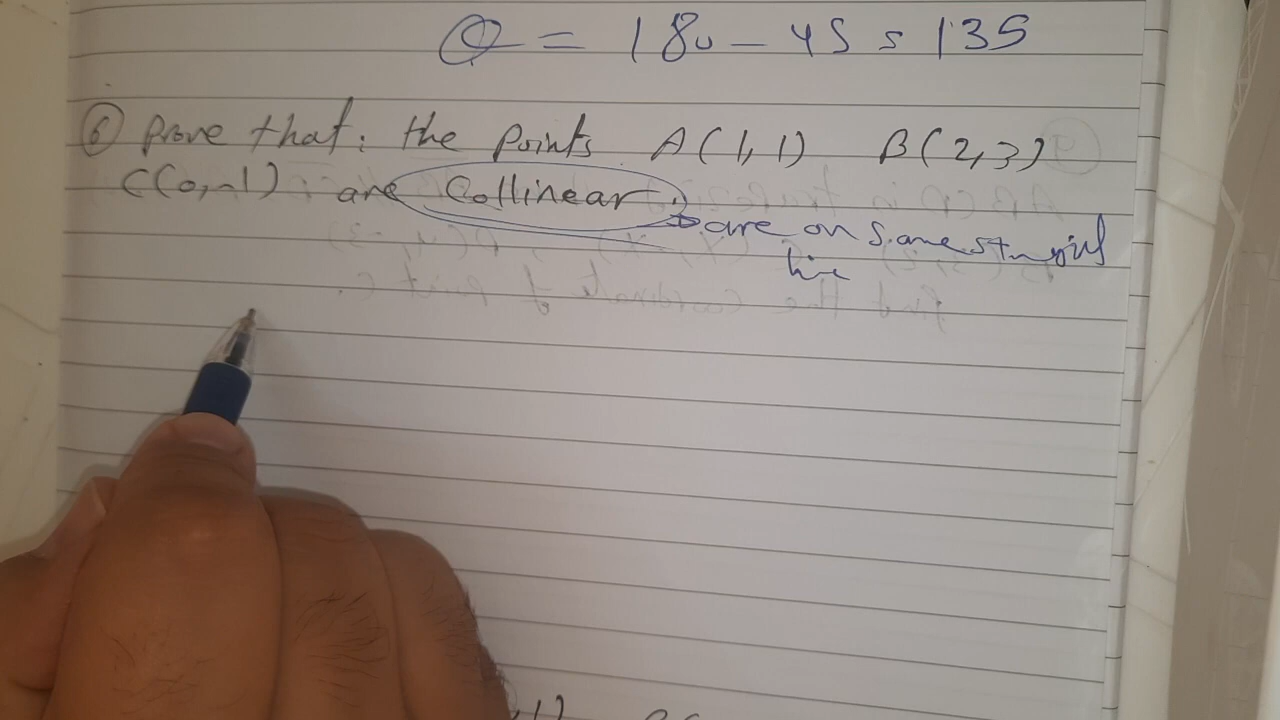 θ = 180 - 45 = 135
⑥ Prove that: the Points A(1,1) B(2,3)
C(0,-1) are Collinear.
are on same straight
line